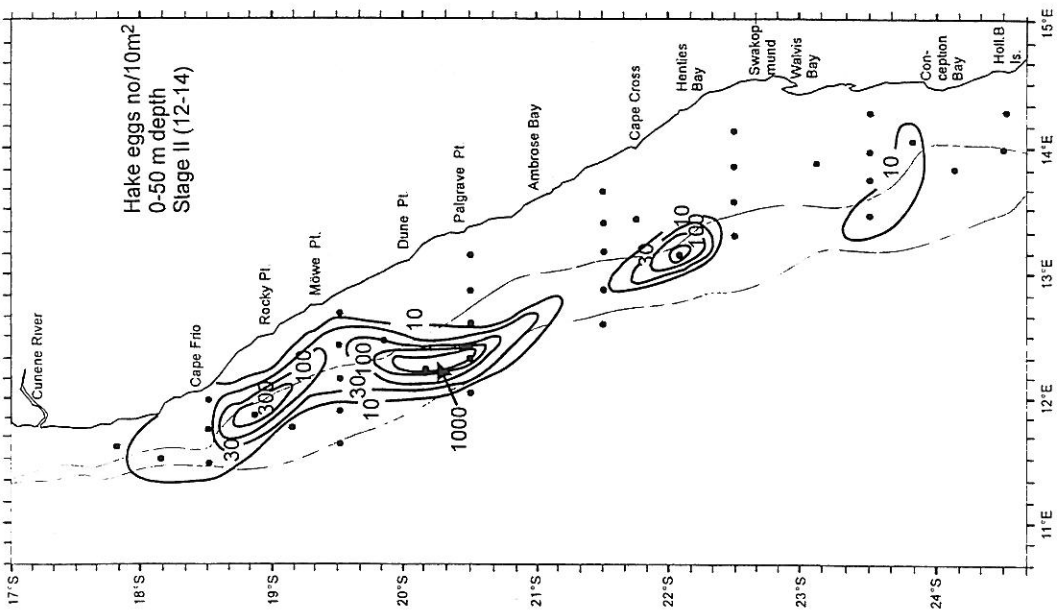 Hake eggs no/10m²
0-50 m depth
Stage II (12-14)
Cunene River
Cape Frio
Rocky Pt.
Möwe Pt.
Dune Pt.
Palgrave Pt
Ambrose Bay
Cape Cross
Henties
Bay
Swakop-
mund
Walvis
Bay
Con-
ception
Bay
Holl.B
Is.
30
300
100
10
30
100
10
1000
30
10
100
10
17°S
18°S
19°S
20°S
21°S
22°S
23°S
24°S
11°E
12°E
13°E
14°E
15°E